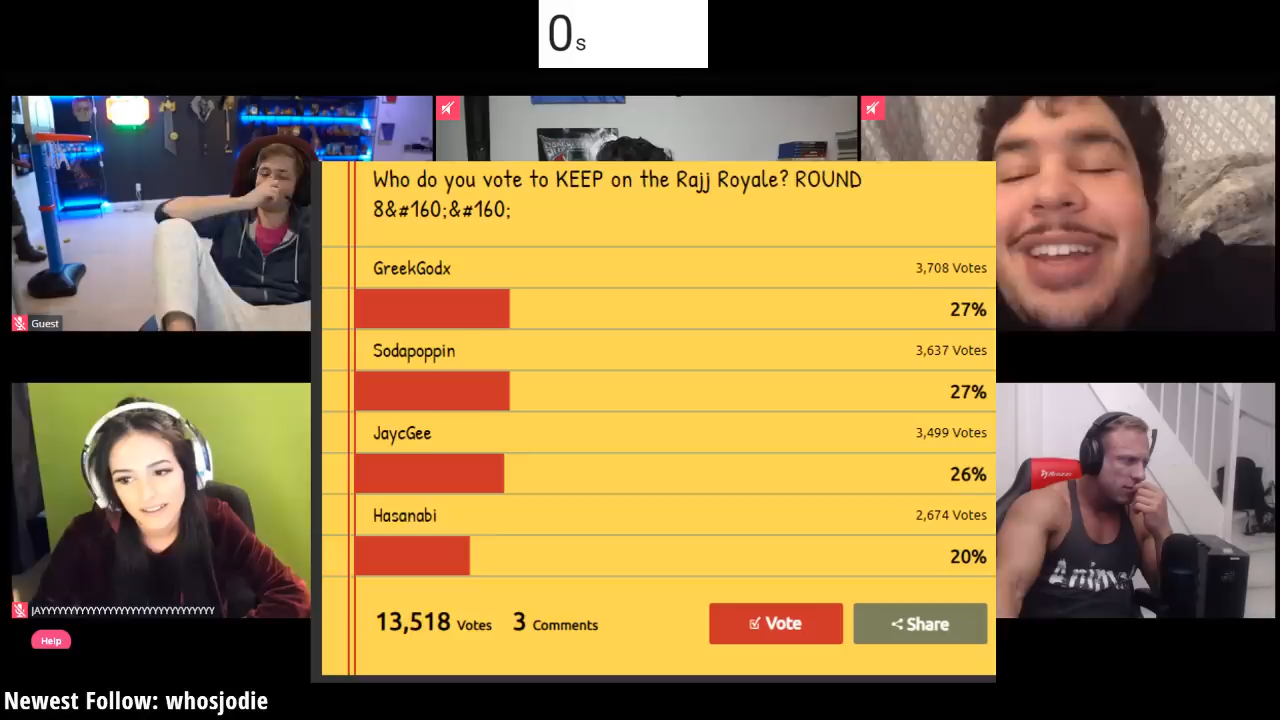 0s
Who do you vote to KEEP on the Rajj Royale? ROUND
8&#160;&#160;
GreekGodx 3,708 Votes
27%
Sodapoppin 3,637 Votes
27%
JaycGee 3,499 Votes
26%
Hasanabi 2,674 Votes
20%
13,518 Votes 3 Comments Vote Share
Guest
JAYYYYYYYYYYYYYYYYYYYYYYYYYYYYYYY
Help
Newest Follow: whosjodie